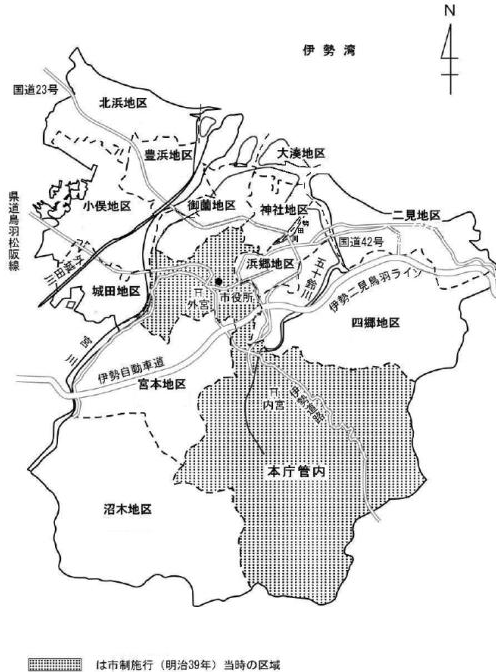 N
伊勢湾
国道23号
北浜地区
豊浜地区
大湊地区
小俣地区
御薗地区
神社地区
二見地区
県道鳥羽松阪線
国道42号
浜郷地区
五十鈴川
伊勢二見鳥羽ライン
城田地区
外宮
市役所
四郷地区
宮川
伊勢自動車道
宮本地区
内宮
伊勢道路
本庁管内
沼木地区
は市制施行(明治39年)当時の区域